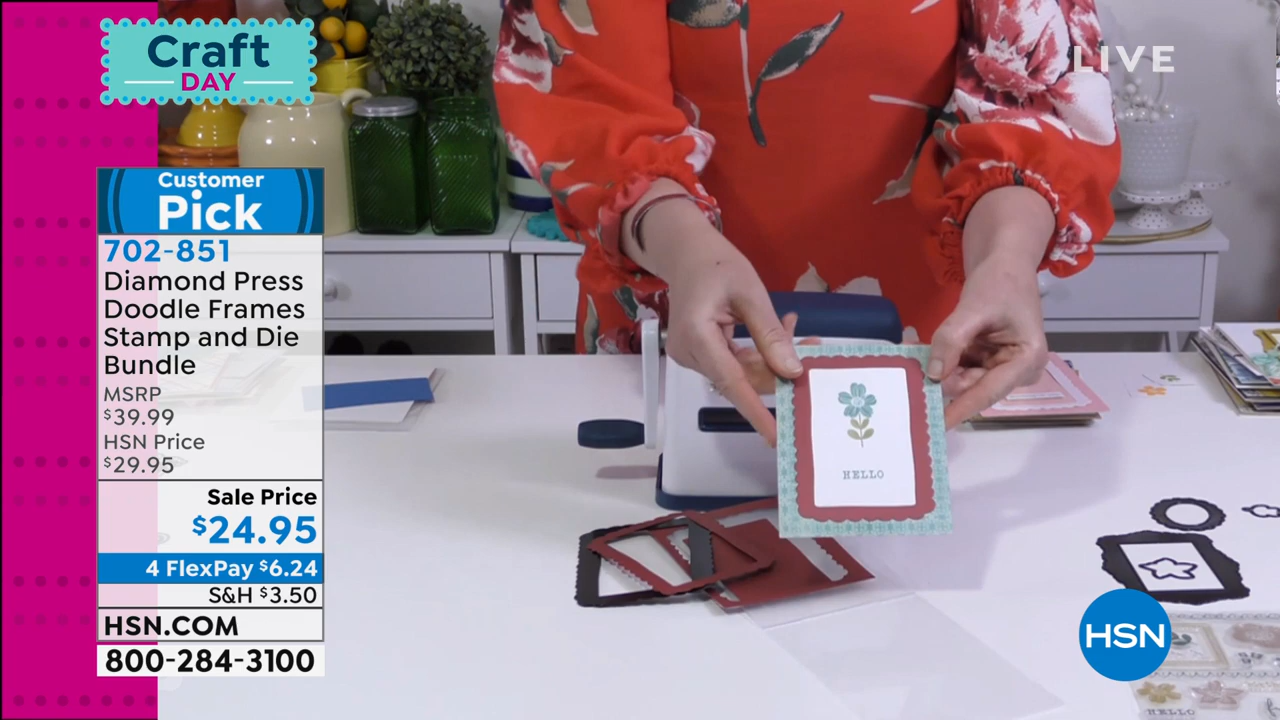 Craft
DAY
LIVE
Customer
Pick
702-851
Diamond Press
Doodle Frames
Stamp and Die
Bundle
MSRP
$39.99
HSN Price
$29.95
Sale Price
$24.95
4 FlexPay $6.24
S&H $3.50
HSN.COM
800-284-3100
HELLO
HSN
HELLO